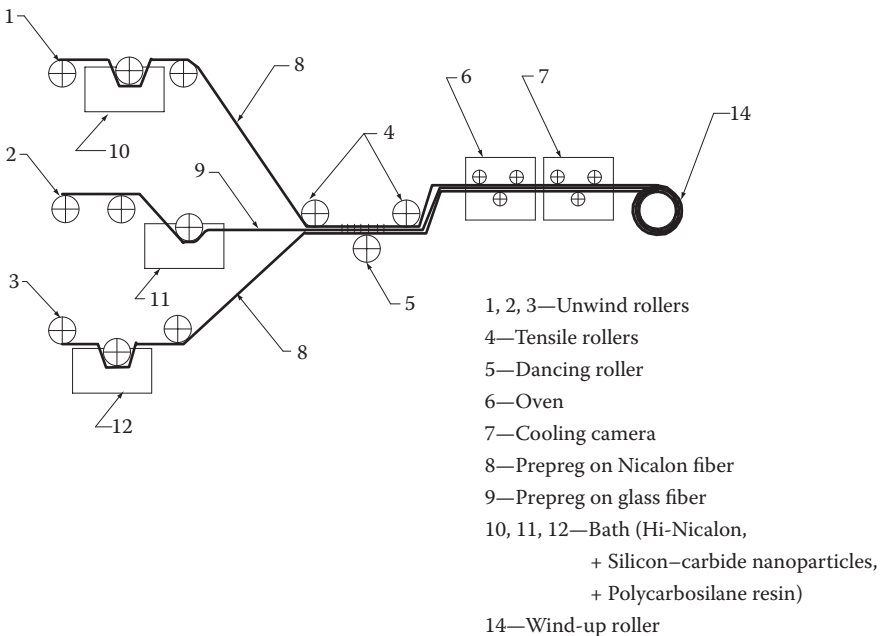 1
8
6
7
14
10
4
2
9
11
5
3
8
12
1, 2, 3—Unwind rollers
4—Tensile rollers
5—Dancing roller
6—Oven
7—Cooling camera
8—Prepreg on Nicalon fiber
9—Prepreg on glass fiber
10, 11, 12—Bath (Hi-Nicalon,
+ Silicon–carbide nanoparticles,
+ Polycarbosilane resin)
14—Wind-up roller